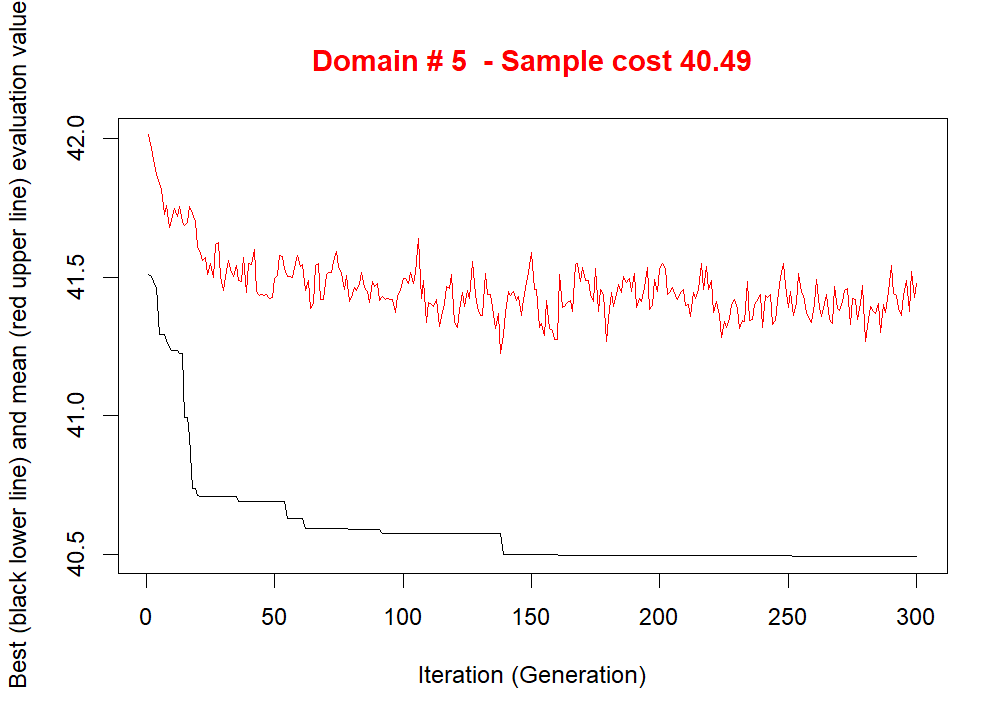 Domain # 5  - Sample cost 40.49
Best (black lower line) and mean (red upper line) evaluation value
42.0
41.5
41.0
40.5
0 50 100 150 200 250 300
Iteration (Generation)